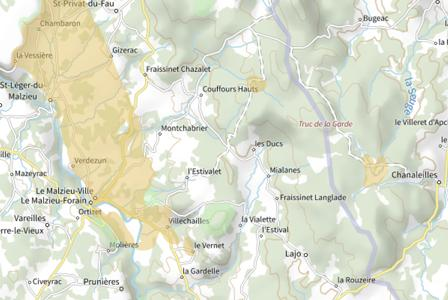 St-Privat-du-Fau
Bugeac
Chambaron
Gizerac
la Vessière
Fraissinet Chazalet
St-Léger-du-
Malzieu
Couffours Hauts
Truc de la Garde
le Villeret d'Apc
Montchabrier
les Ducs
Verdezun
l'Estivalet
Mialanes
Mazeyrac
Chanaleilles
Le Malzieu-Ville
Le Malzieu-Forain
Fraissinet Langlade
Ortizet
Vareilles
Villechailles
la Vialette
rre-le-Vieux
l'Estival
Molières
le Vernet
Lajo
la Gardelle
Civeyrac
Prunières
la Rouzeire